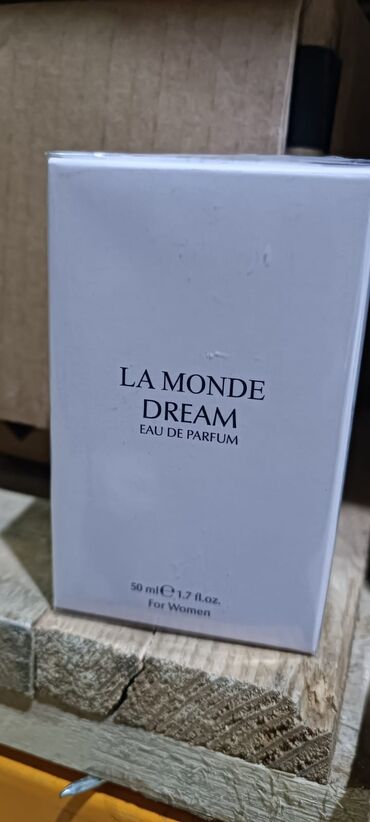 LA MONDE
DREAM
EAU DE PARFUM
50 ml ℮ 1.7 fl.oz.
For Women